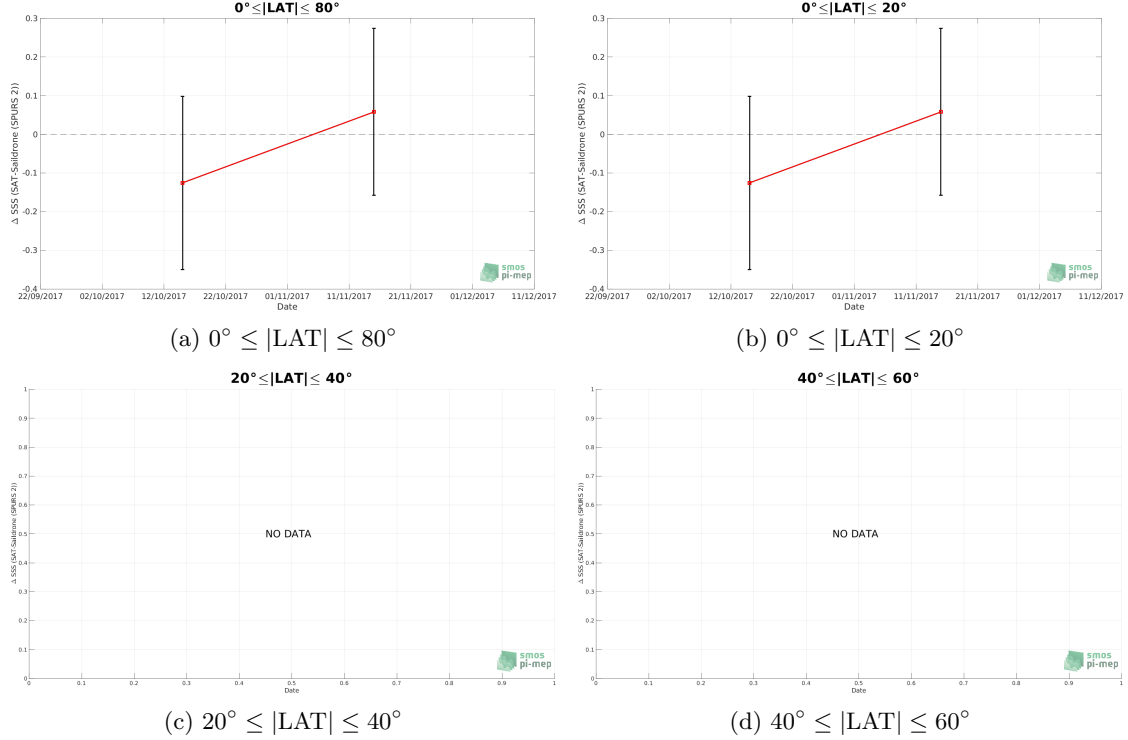 0°≤|LAT|≤ 80°
Δ SSS (SAT-Saildrone (SPURS 2))
0.3
0.2
0.1
0
-0.1
-0.2
-0.3
-0.4
22/09/2017 02/10/2017 12/10/2017 22/10/2017 01/11/2017 11/11/2017 21/11/2017 01/12/2017 11/12/2017
Date
smos
pi-mep
(a) 0° ≤ |LAT| ≤ 80°
0°≤|LAT|≤ 20°
Δ SSS (SAT-Saildrone (SPURS 2))
0.3
0.2
0.1
0
-0.1
-0.2
-0.3
-0.4
22/09/2017 02/10/2017 12/10/2017 22/10/2017 01/11/2017 11/11/2017 21/11/2017 01/12/2017 11/12/2017
Date
smos
pi-mep
(b) 0° ≤ |LAT| ≤ 20°
20°≤|LAT|≤ 40°
Δ SSS (SAT-Saildrone (SPURS 2))
1
0.9
0.8
0.7
0.6
0.5
0.4
0.3
0.2
0.1
0
NO DATA
0 0.1 0.2 0.3 0.4 0.5 0.6 0.7 0.8 0.9 1
Date
smos
pi-mep
(c) 20° ≤ |LAT| ≤ 40°
40°≤|LAT|≤ 60°
Δ SSS (SAT-Saildrone (SPURS 2))
1
0.9
0.8
0.7
0.6
0.5
0.4
0.3
0.2
0.1
0
NO DATA
0 0.1 0.2 0.3 0.4 0.5 0.6 0.7 0.8 0.9 1
Date
smos
pi-mep
(d) 40° ≤ |LAT| ≤ 60°